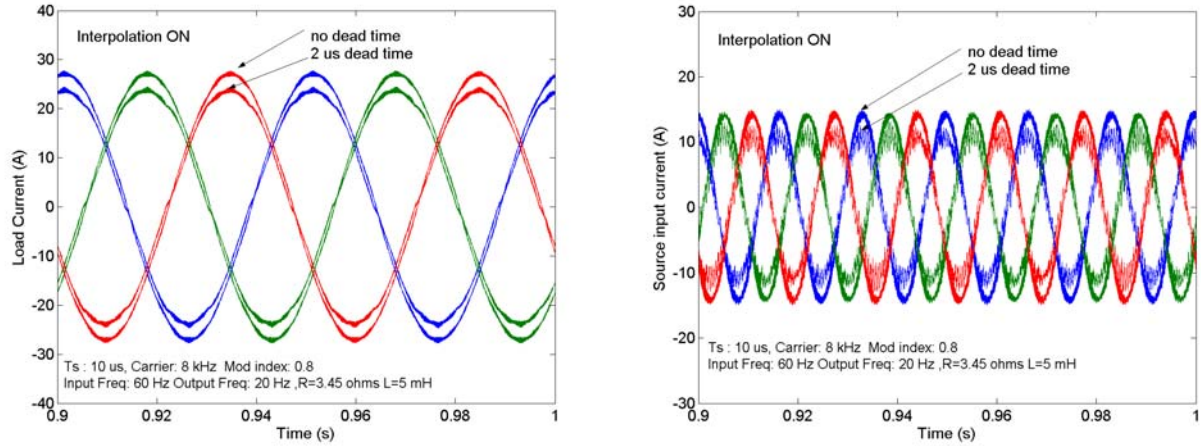 Interpolation ON
no dead time
2 us dead time
40
30
20
10
0
-10
-20
-30
-40
Load Current (A)
Ts : 10 us, Carrier: 8 kHz Mod index: 0.8
Input Freq: 60 Hz Output Freq: 20 Hz ,R=3.45 ohms L=5 mH
0.9 0.92 0.94 0.96 0.98 1
Time (s)
Interpolation ON
no dead time
2 us dead time
30
20
10
0
-10
-20
-30
Source input current (A)
Ts : 10 us, Carrier: 8 kHz Mod index: 0.8
Input Freq: 60 Hz Output Freq: 20 Hz ,R=3.45 ohms L=5 mH
0.9 0.92 0.94 0.96 0.98 1
Time (s)